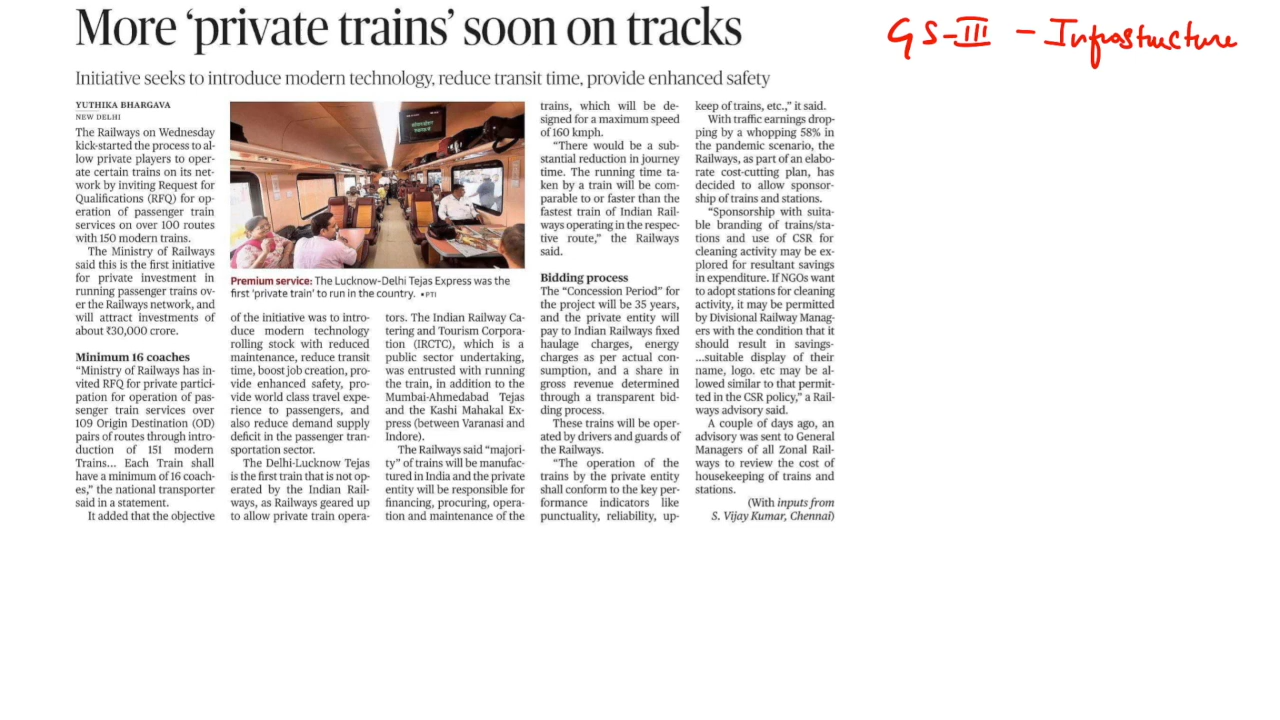 More ‘private trains’ soon on tracks
GS-III - Infrastructure
Initiative seeks to introduce modern technology, reduce transit time, provide enhanced safety
YUTHIKA BHARGAVA
NEW DELHI
The Railways on Wednesday
kick-started the process to al-
low private players to oper-
ate certain trains on its net-
work by inviting Request for
Qualifications (RFQ) for op-
eration of passenger train
services on over 100 routes
with 150 modern trains.
The Ministry of Railways
said this is the first initiative
for private investment in
running passenger trains ov-
er the Railways network, and
will attract investments of
about ₹30,000 crore.
Minimum 16 coaches
“Ministry of Railways has in-
vited RFQ for private partici-
pation for operation of pas-
senger train services over
109 Origin Destination (OD)
pairs of routes through intro-
duction of 151 modern
Trains... Each Train shall
have a minimum of 16 coach-
es,” the national transporter
said in a statement.
It added that the objective
Premium service: The Lucknow-Delhi Tejas Express was the
first 'private train' to run in the country. •PTI
of the initiative was to intro-
duce modern technology
rolling stock with reduced
maintenance, reduce transit
time, boost job creation, pro-
vide enhanced safety, pro-
vide world class travel expe-
rience to passengers, and
also reduce demand supply
deficit in the passenger tran-
sportation sector.
The Delhi-Lucknow Tejas
is the first train that is not op-
erated by the Indian Rail-
ways, as Railways geared up
to allow private train opera-
tors. The Indian Railway Ca-
tering and Tourism Corpora-
tion (IRCTC), which is a
public sector undertaking,
was entrusted with running
the train, in addition to the
Mumbai-Ahmedabad Tejas
and the Kashi Mahakal Ex-
press (between Varanasi and
Indore).
The Railways said “majori-
ty” of trains will be manufac-
tured in India and the private
entity will be responsible for
financing, procuring, opera-
tion and maintenance of the
trains, which will be de-
signed for a maximum speed
of 160 kmph.
“There would be a sub-
stantial reduction in journey
time. The running time ta-
ken by a train will be com-
parable to or faster than the
fastest train of Indian Rail-
ways operating in the respec-
tive route,” the Railways
said.
Bidding process
The “Concession Period” for
the project will be 35 years,
and the private entity will
pay to Indian Railways fixed
haulage charges, energy
charges as per actual con-
sumption, and a share in
gross revenue determined
through a transparent bid-
ding process.
These trains will be oper-
ated by drivers and guards of
the Railways.
“The operation of the
trains by the private entity
shall conform to the key per-
formance indicators like
punctuality, reliability, up-
keep of trains, etc.,” it said.
With traffic earnings drop-
ping by a whopping 58% in
the pandemic scenario, the
Railways, as part of an elabo-
rate cost-cutting plan, has
decided to allow sponsor-
ship of trains and stations.
“Sponsorship with suita-
ble branding of trains/sta-
tions and use of CSR for
cleaning activity may be ex-
plored for resultant savings
in expenditure. If NGOs want
to adopt stations for cleaning
activity, it may be permitted
by Divisional Railway Manag-
ers with the condition that it
should result in savings-
...suitable display of their
name, logo. etc may be al-
lowed similar to that permit-
ted in the CSR policy,” a Rail-
ways advisory said.
A couple of days ago, an
advisory was sent to General
Managers of all Zonal Rail-
ways to review the cost of
housekeeping of trains and
stations.
(With inputs from
S. Vijay Kumar, Chennai)